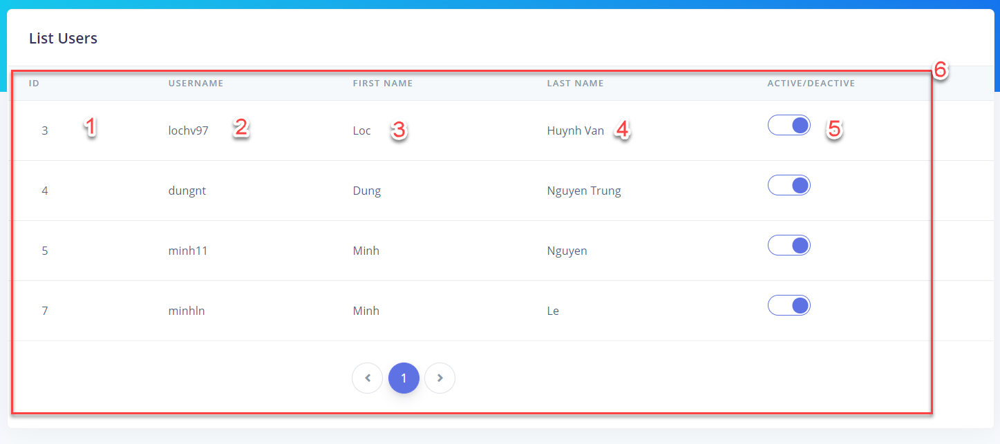 List Users
6
ID USERNAME FIRST NAME LAST NAME ACTIVE/DEACTIVE
3 1 lochv97 2 Loc 3 Huynh Van 4 5
4 dungnt Dung Nguyen Trung
5 minh11 Minh Nguyen
7 minhln Minh Le
1